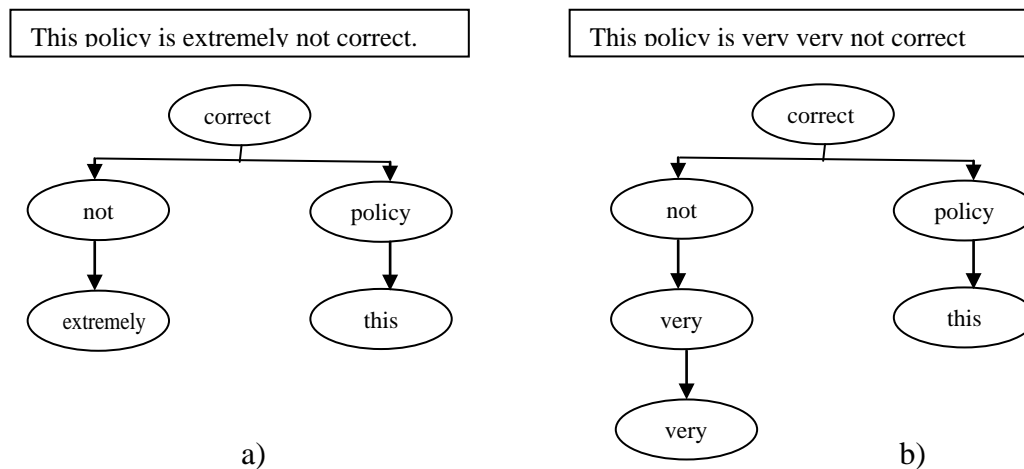 This policy is extremely not correct.
This policy is very very not correct
correct
not
policy
extremely
this
a)
correct
not
policy
very
this
very
b)